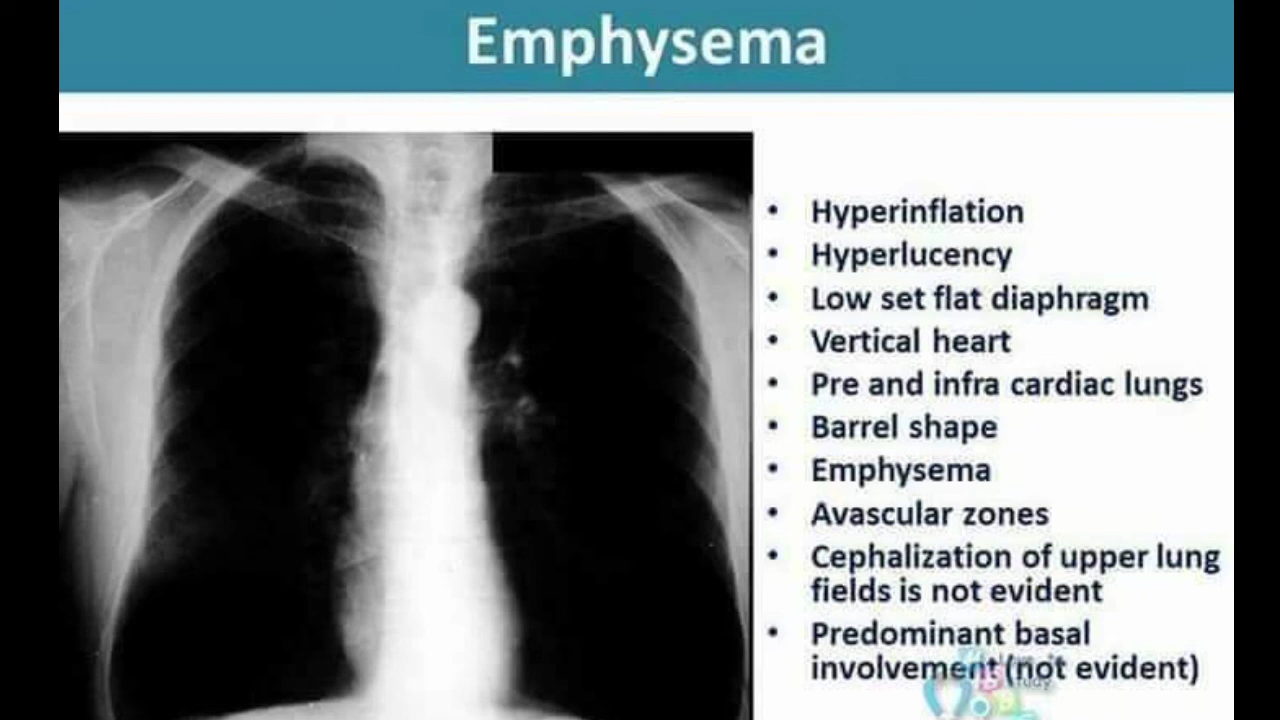 Emphysema
• Hyperinflation
• Hyperlucency
• Low set flat diaphragm
• Vertical heart
• Pre and infra cardiac lungs
• Barrel shape
• Emphysema
• Avascular zones
• Cephalization of upper lung
fields is not evident
• Predominant basal
involvement (not evident)